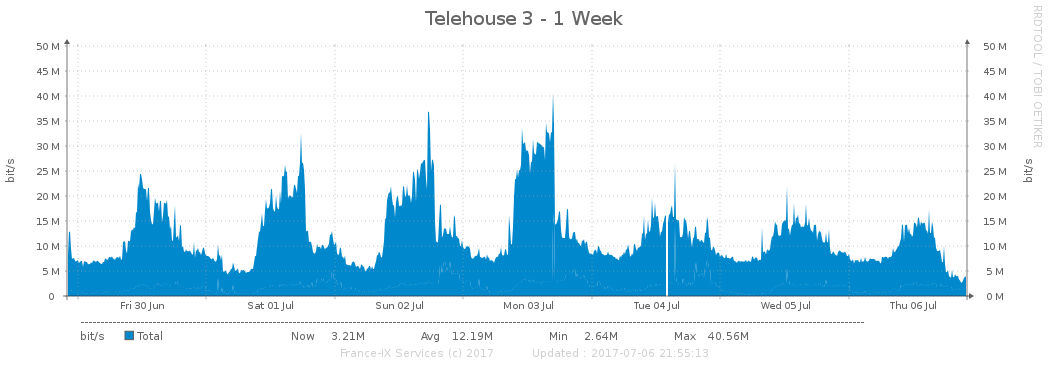 Telehouse 3 - 1 Week
RRDTOOL / TOBI OETIKER
bit/s
50 M
45 M
40 M
35 M
30 M
25 M
20 M
15 M
10 M
5 M
0
50 M
45 M
40 M
35 M
30 M
25 M
20 M
15 M
10 M
5 M
0 M
bit/s
Fri 30 Jun Sat 01 Jul Sun 02 Jul Mon 03 Jul Tue 04 Jul Wed 05 Jul Thu 06 Jul
bit/s Total Now 3.21M Avg 12.19M Min 2.64M Max 40.56M
France-IX Services (c) 2017 Updated : 2017-07-06 21:55:13